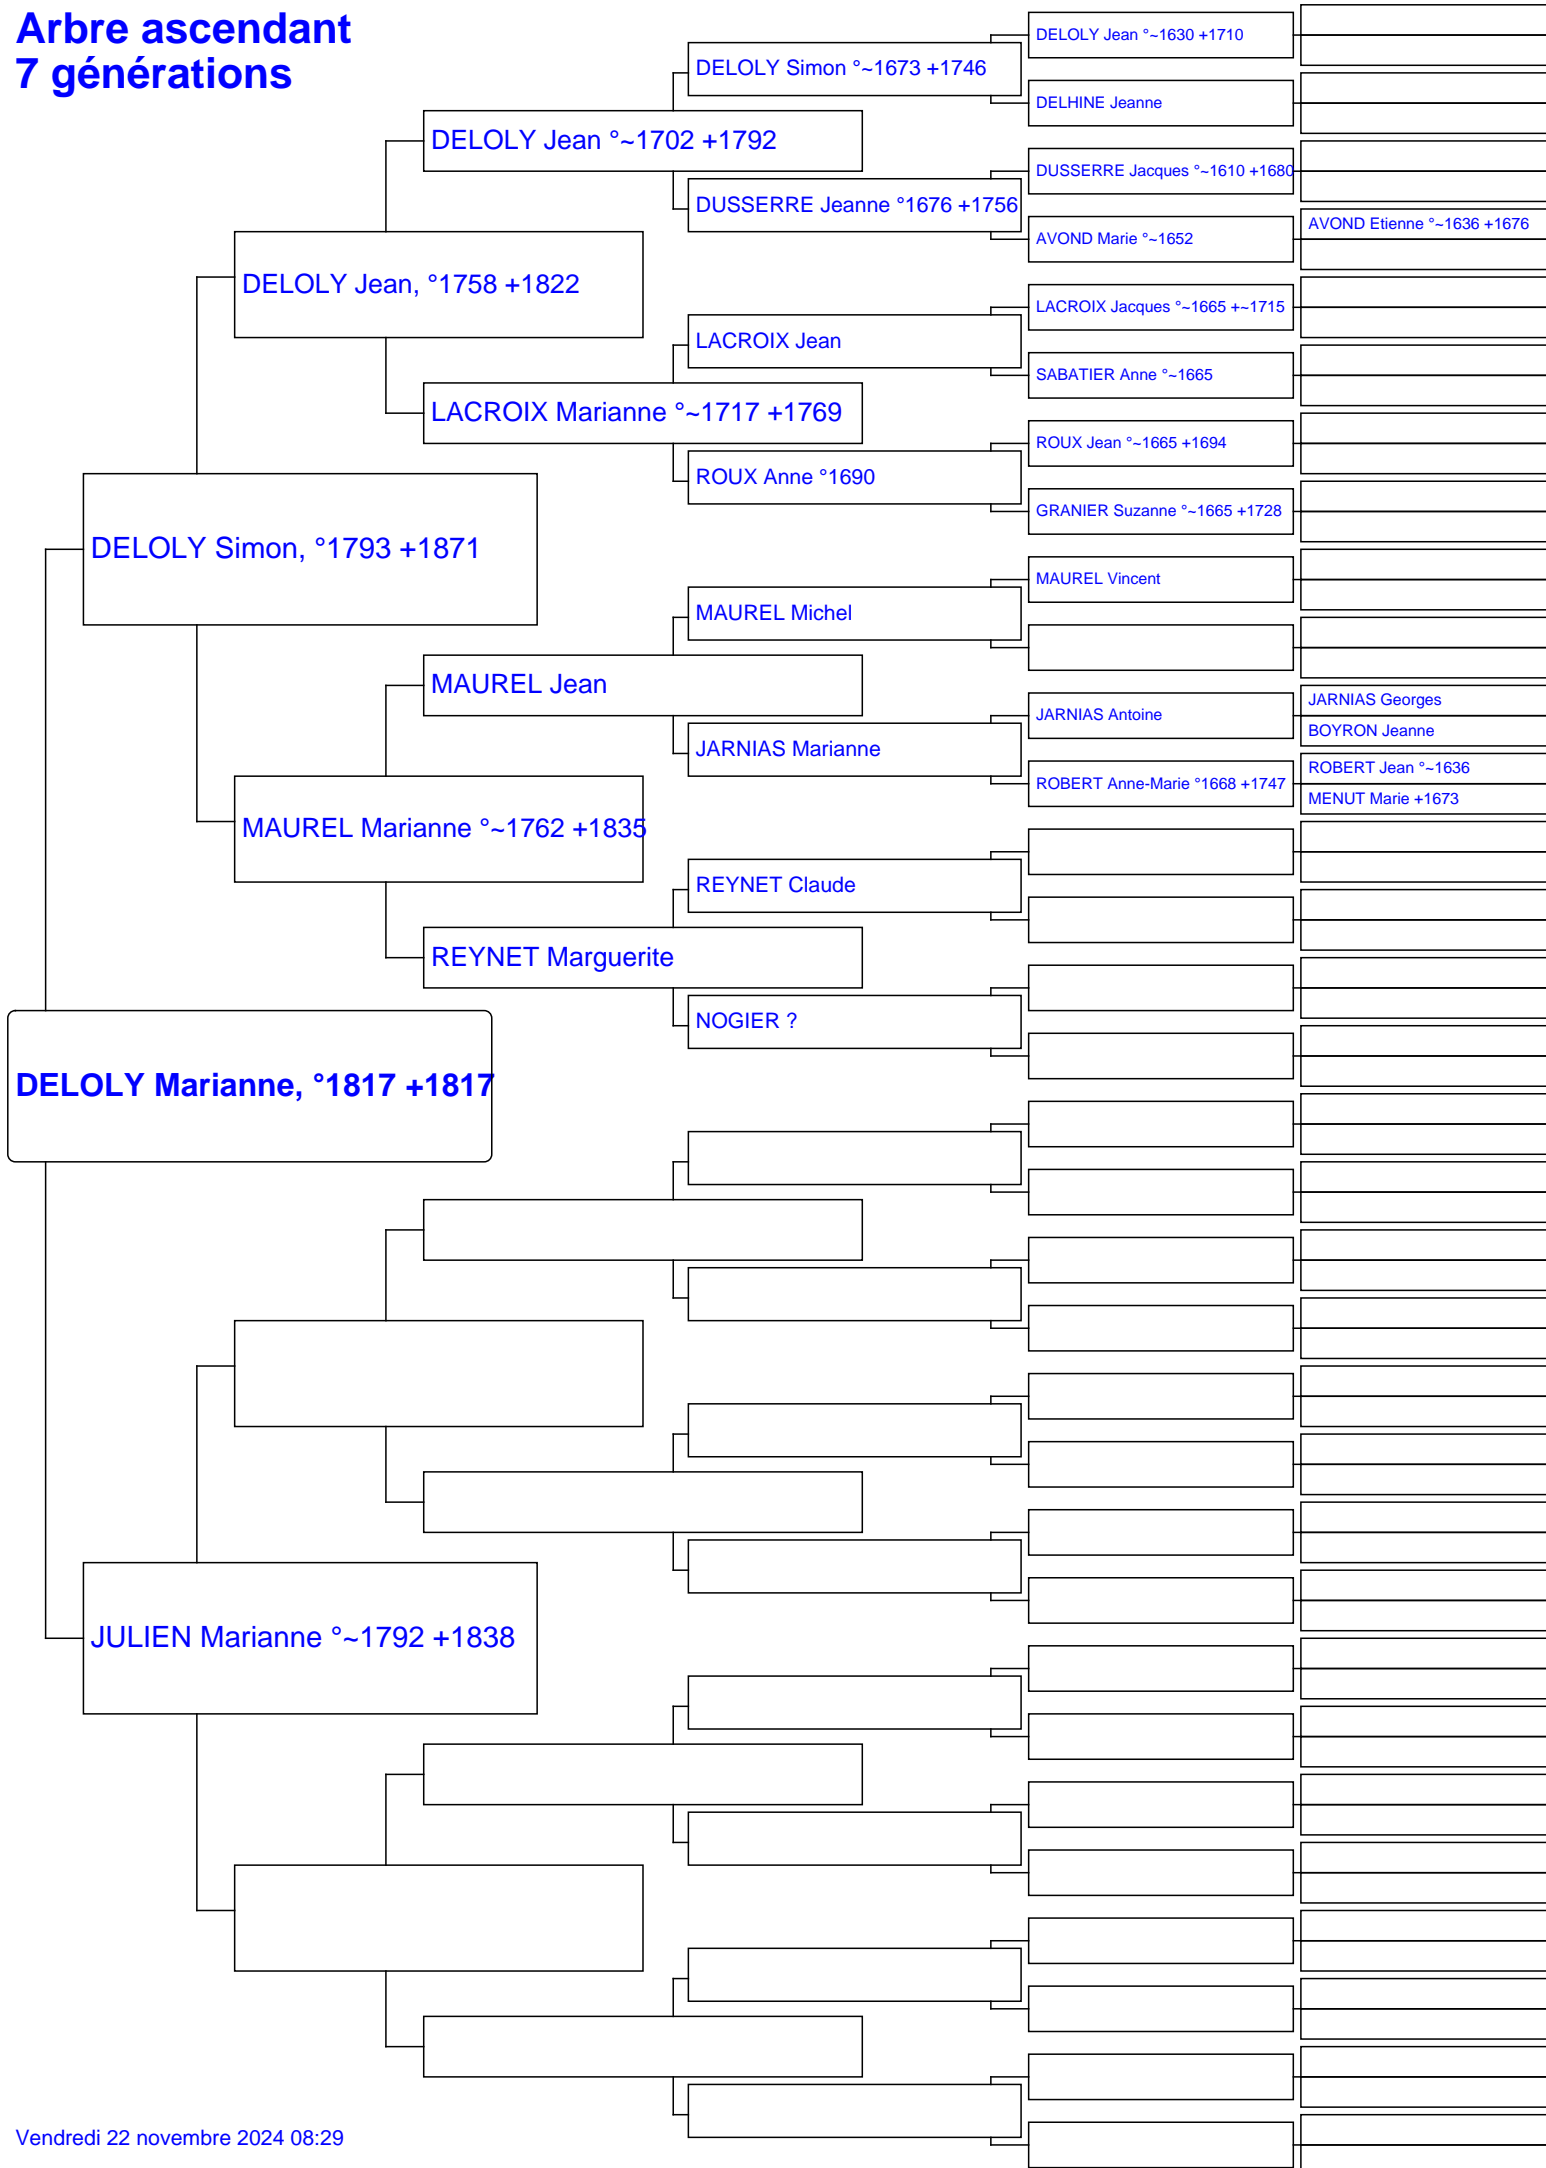 Arbre ascendant
7 générations
DELOLY Jean °~1630 +1710
DELOLY Simon °~1673 +1746
DELHINE Jeanne
DELOLY Jean °~1702 +1792
DUSSERRE Jacques °~1610 +1680
DUSSERRE Jeanne °1676 +1756
AVOND Etienne °~1636 +1676
AVOND Marie °~1652
DELOLY Jean, °1758 +1822
LACROIX Jacques °~1665 +~1715
LACROIX Jean
SABATIER Anne °~1665
LACROIX Marianne °~1717 +1769
ROUX Jean °~1665 +1694
ROUX Anne °1690
GRANIER Suzanne °~1665 +1728
DELOLY Simon, °1793 +1871
MAUREL Vincent
MAUREL Michel
MAUREL Jean
JARNIAS Georges
JARNIAS Antoine
BOYRON Jeanne
JARNIAS Marianne
ROBERT Jean °~1636
ROBERT Anne-Marie °1668 +1747
MENUT Marie +1673
MAUREL Marianne °~1762 +1835
REYNET Claude
REYNET Marguerite
NOGIER ?
DELOLY Marianne, °1817 +1817
JULIEN Marianne °~1792 +1838
Vendredi 22 novembre 2024 08:29